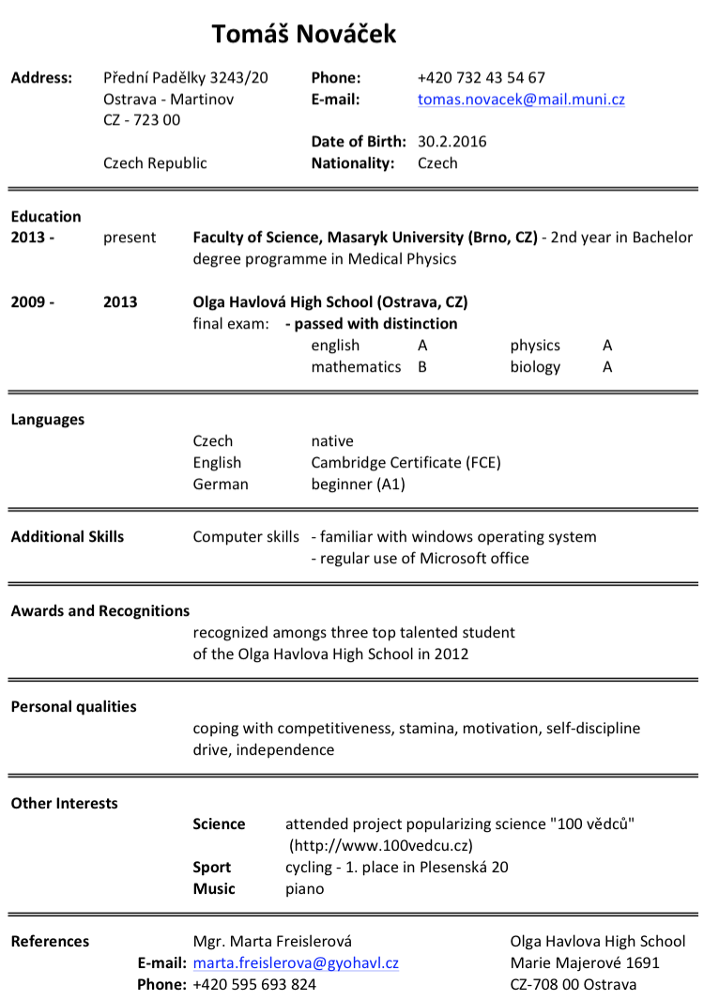 Tomáš Nováček
Address: Přední Padělky 3243/20 Phone: +420 732 43 54 67
Ostrava - Martinov E-mail: tomas.novacek@mail.muni.cz
CZ - 723 00
Date of Birth: 30.2.2016
Czech Republic Nationality: Czech
Education
2013 - present Faculty of Science, Masaryk University (Brno, CZ) - 2nd year in Bachelor
degree programme in Medical Physics
2009 - 2013 Olga Havlová High School (Ostrava, CZ)
final exam: - passed with distinction
english A physics A
mathematics B biology A
Languages
Czech native
English Cambridge Certificate (FCE)
German beginner (A1)
Additional Skills Computer skills - familiar with windows operating system
- regular use of Microsoft office
Awards and Recognitions
recognized amongs three top talented student
of the Olga Havlova High School in 2012
Personal qualities
coping with competitiveness, stamina, motivation, self-discipline
drive, independence
Other Interests
Science attended project popularizing science "100 vědců"
(http://www.100vedcu.cz)
Sport cycling - 1. place in Plesenská 20
Music piano
References Mgr. Marta Freislerová Olga Havlova High School
E-mail: marta.freislerova@gyohavl.cz Marie Majerové 1691
Phone: +420 595 693 824 CZ-708 00 Ostrava